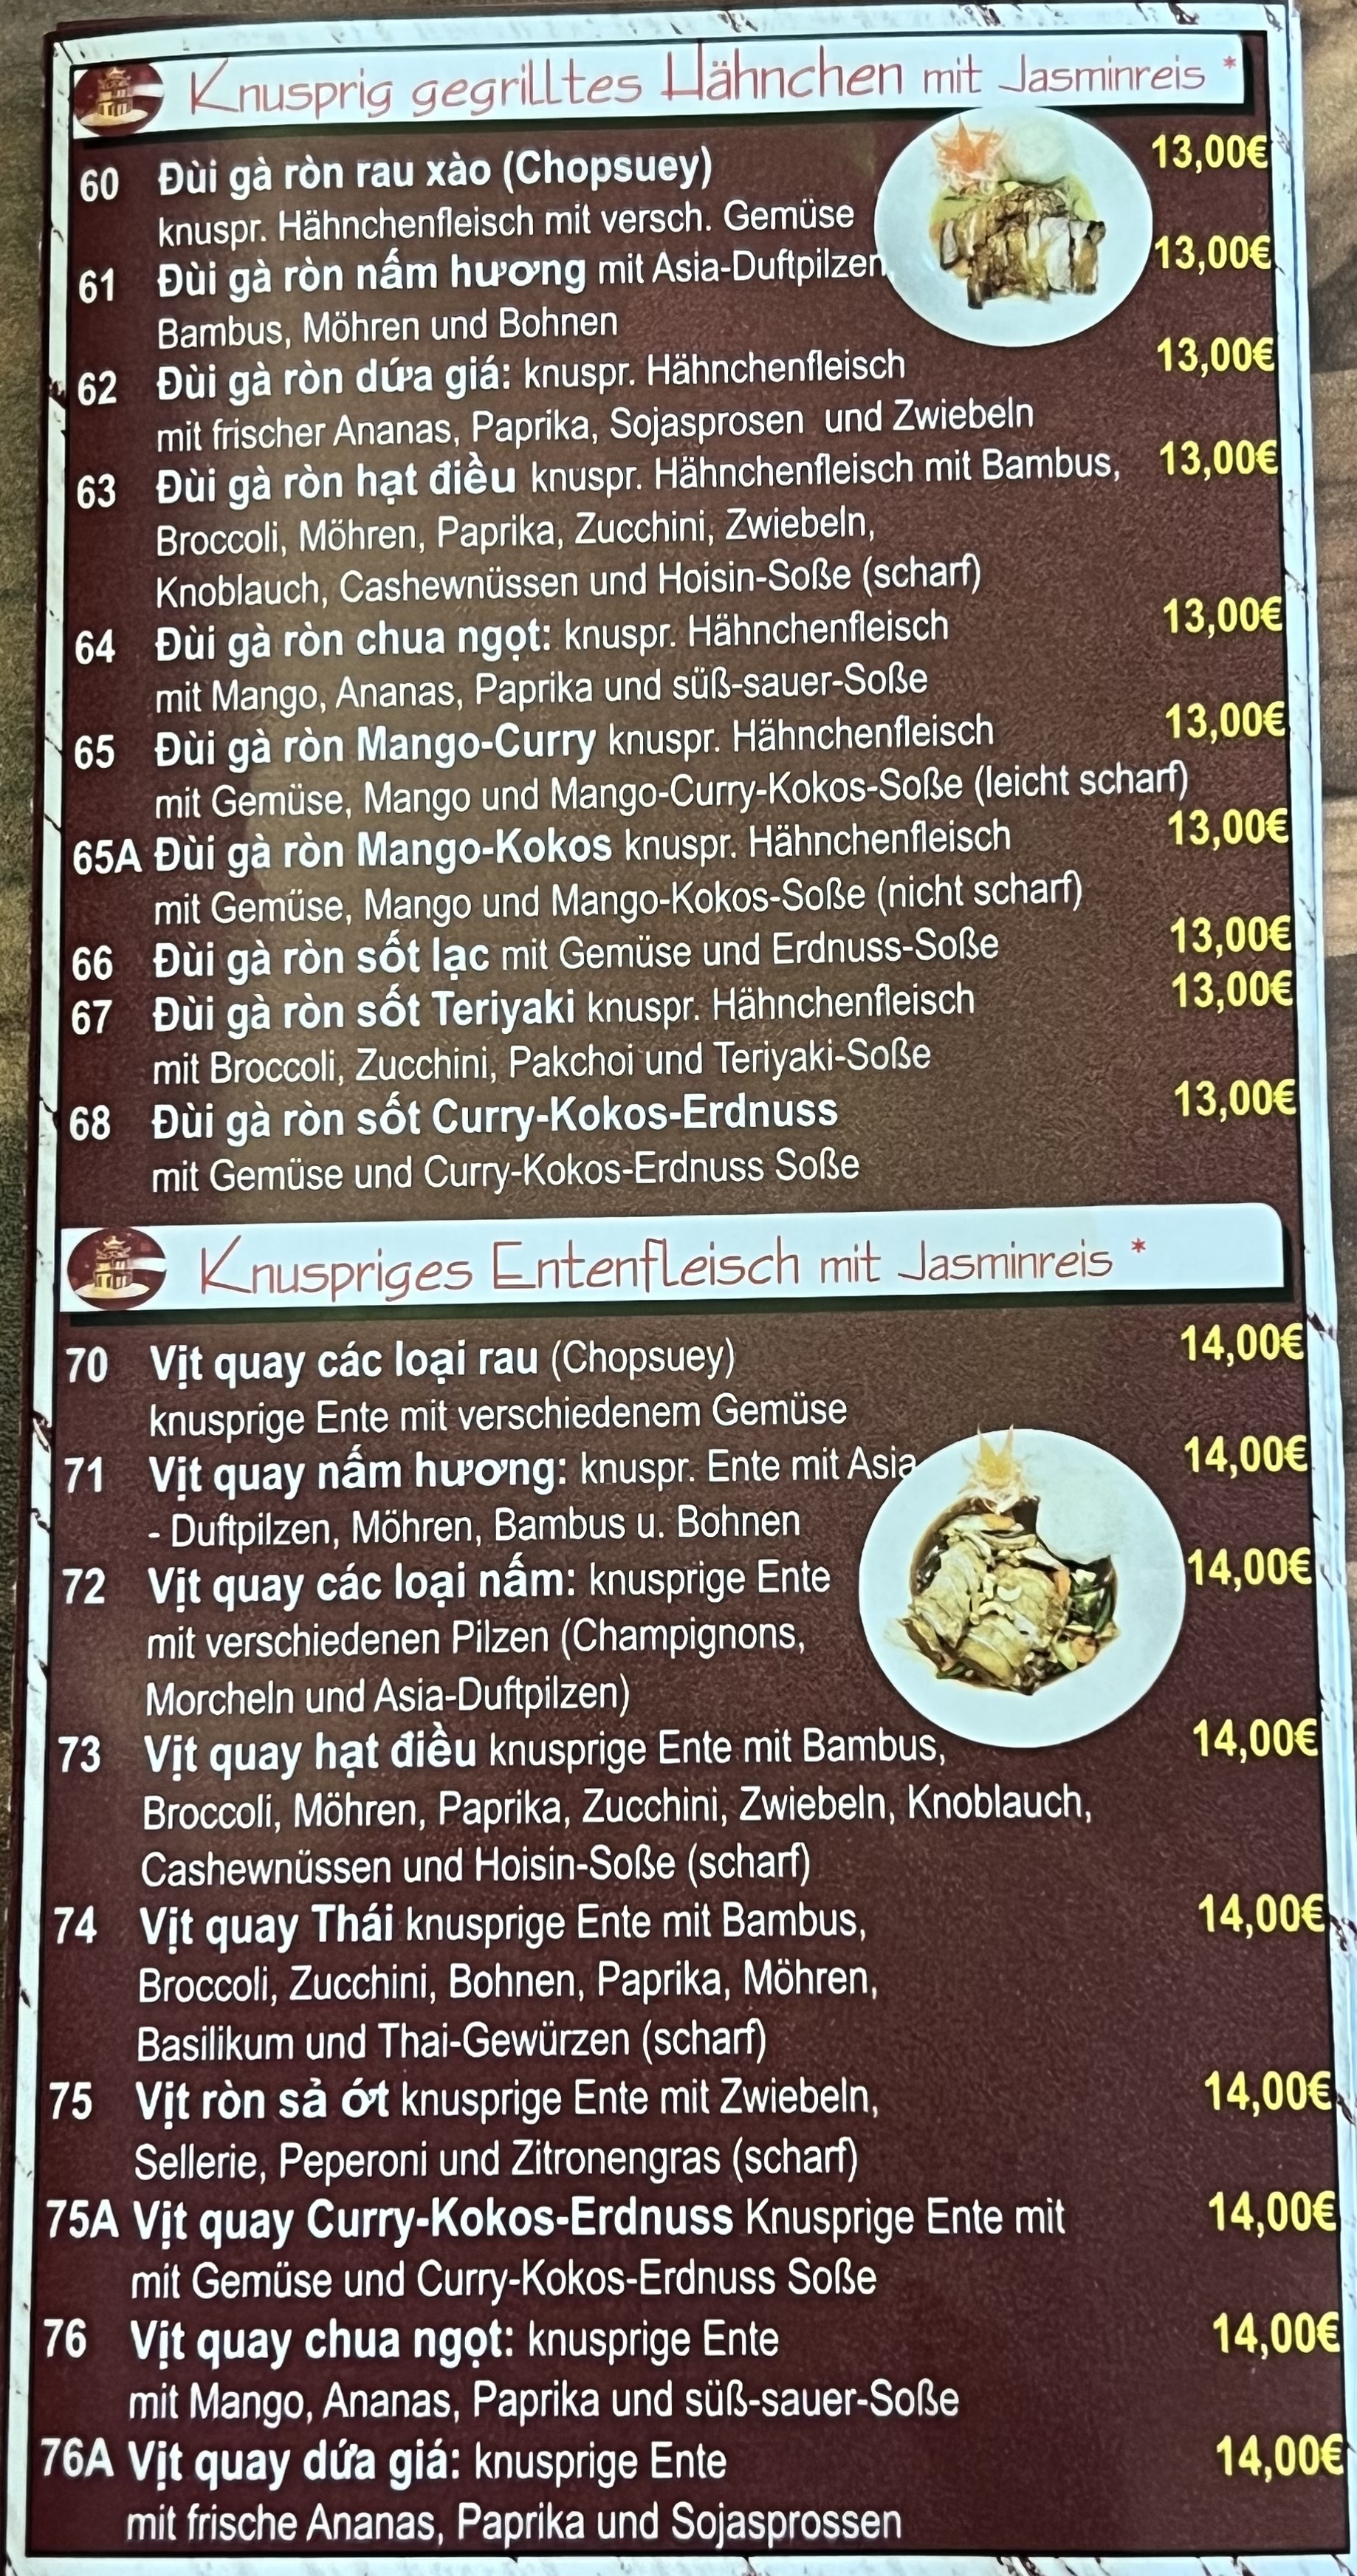 Knusprig gegrilltes Hähnchen mit Jasminreis *
60 Đùi gà ròn rau xào (Chopsuey) 13,00€
knuspr. Hähnchenfleisch mit versch. Gemüse
61 Đùi gà ròn nấm hương mit Asia-Duftpilzen 13,00€
Bambus, Möhren und Bohnen
62 Đùi gà ròn dứa giá: knuspr. Hähnchenfleisch 13,00€
mit frischer Ananas, Paprika, Sojasprosen und Zwiebeln
63 Đùi gà ròn hạt điều knuspr. Hähnchenfleisch mit Bambus, 13,00€
Broccoli, Möhren, Paprika, Zucchini, Zwiebeln,
Knoblauch, Cashewnüssen und Hoisin-Soße (scharf)
64 Đùi gà ròn chua ngọt: knuspr. Hähnchenfleisch 13,00€
mit Mango, Ananas, Paprika und süß-sauer-Soße
65 Đùi gà ròn Mango-Curry knuspr. Hähnchenfleisch 13,00€
mit Gemüse, Mango und Mango-Curry-Kokos-Soße (leicht scharf)
65A Đùi gà ròn Mango-Kokos knuspr. Hähnchenfleisch 13,00€
mit Gemüse, Mango und Mango-Kokos-Soße (nicht scharf)
66 Đùi gà ròn sốt lạc mit Gemüse und Erdnuss-Soße 13,00€
67 Đùi gà ròn sốt Teriyaki knuspr. Hähnchenfleisch 13,00€
mit Broccoli, Zucchini, Pakchoi und Teriyaki-Soße
68 Đùi gà ròn sốt Curry-Kokos-Erdnuss 13,00€
mit Gemüse und Curry-Kokos-Erdnuss Soße
Knuspriges Entenfleisch mit Jasminreis *
70 Vịt quay các loại rau (Chopsuey) 14,00€
knusprige Ente mit verschiedenem Gemüse
71 Vịt quay nấm hương: knuspr. Ente mit Asia 14,00€
- Duftpilzen, Möhren, Bambus u. Bohnen
72 Vịt quay các loại nấm: knusprige Ente 14,00€
mit verschiedenen Pilzen (Champignons,
Morcheln und Asia-Duftpilzen)
73 Vịt quay hạt điều knusprige Ente mit Bambus, 14,00€
Broccoli, Möhren, Paprika, Zucchini, Zwiebeln, Knoblauch,
Cashewnüssen und Hoisin-Soße (scharf)
74 Vịt quay Thái knusprige Ente mit Bambus, 14,00€
Broccoli, Zucchini, Bohnen, Paprika, Möhren,
Basilikum und Thai-Gewürzen (scharf)
75 Vịt ròn sả ớt knusprige Ente mit Zwiebeln, 14,00€
Sellerie, Peperoni und Zitronengras (scharf)
75A Vịt quay Curry-Kokos-Erdnuss Knusprige Ente mit 14,00€
mit Gemüse und Curry-Kokos-Erdnuss Soße
76 Vịt quay chua ngọt: knusprige Ente 14,00€
mit Mango, Ananas, Paprika und süß-sauer-Soße
76A Vịt quay dứa giá: knusprige Ente 14,00€
mit frische Ananas, Paprika und Sojasprossen